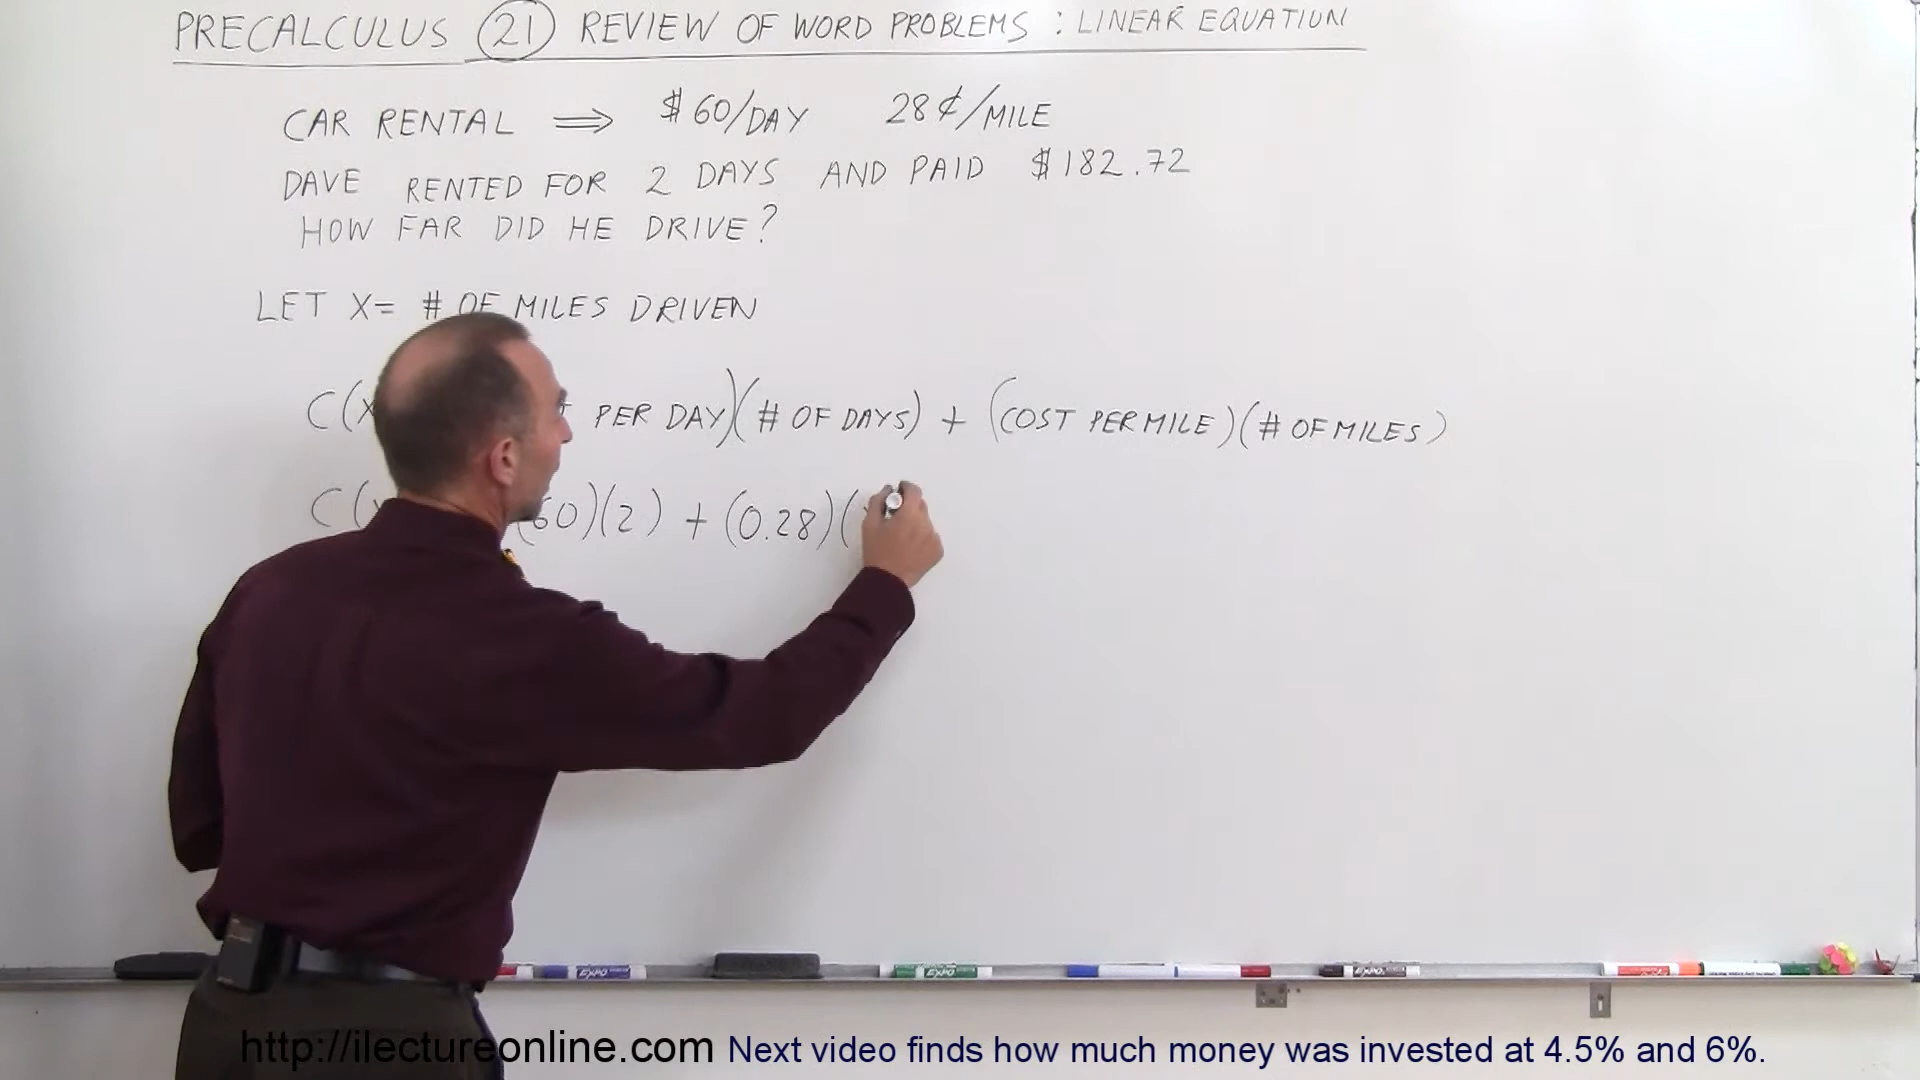 PRECALCULUS 21 REVIEW OF WORD PROBLEMS : LINEAR EQUATION
CAR RENTAL ⟹ $60/DAY 28¢/MILE
DAVE RENTED FOR 2 DAYS AND PAID $182.72
HOW FAR DID HE DRIVE?
LET X= # OF MILES DRIVEN
C(X PER DAY)(# OF DAYS) + (COST PER MILE)(# OF MILES)
C( 60)(2) + (0.28)(
EXPO EXPO EXPO
http://ilectureonline.com Next video finds how much money was invested at 4.5% and 6%.